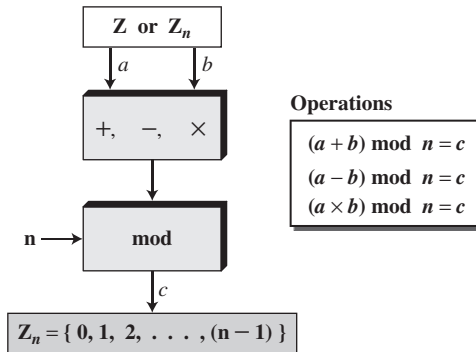 Z or Zₙ
a
b
+, −, ×
n
mod
c
Zₙ = { 0, 1, 2, . . . , (n − 1) }
Operations
(a + b) mod n = c
(a − b) mod n = c
(a × b) mod n = c